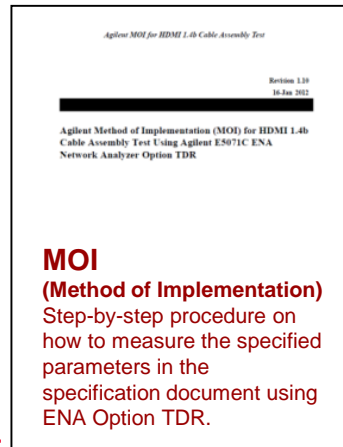 Agilent MOI for HDMI 1.4b Cable Assembly Test
Revision 1.10
16-Jan 2012
Agilent Method of Implementation (MOI) for HDMI 1.4b
Cable Assembly Test Using Agilent E5071C ENA
Network Analyzer Option TDR
MOI
(Method of Implementation)
Step-by-step procedure on
how to measure the specified
parameters in the
specification document using
ENA Option TDR.